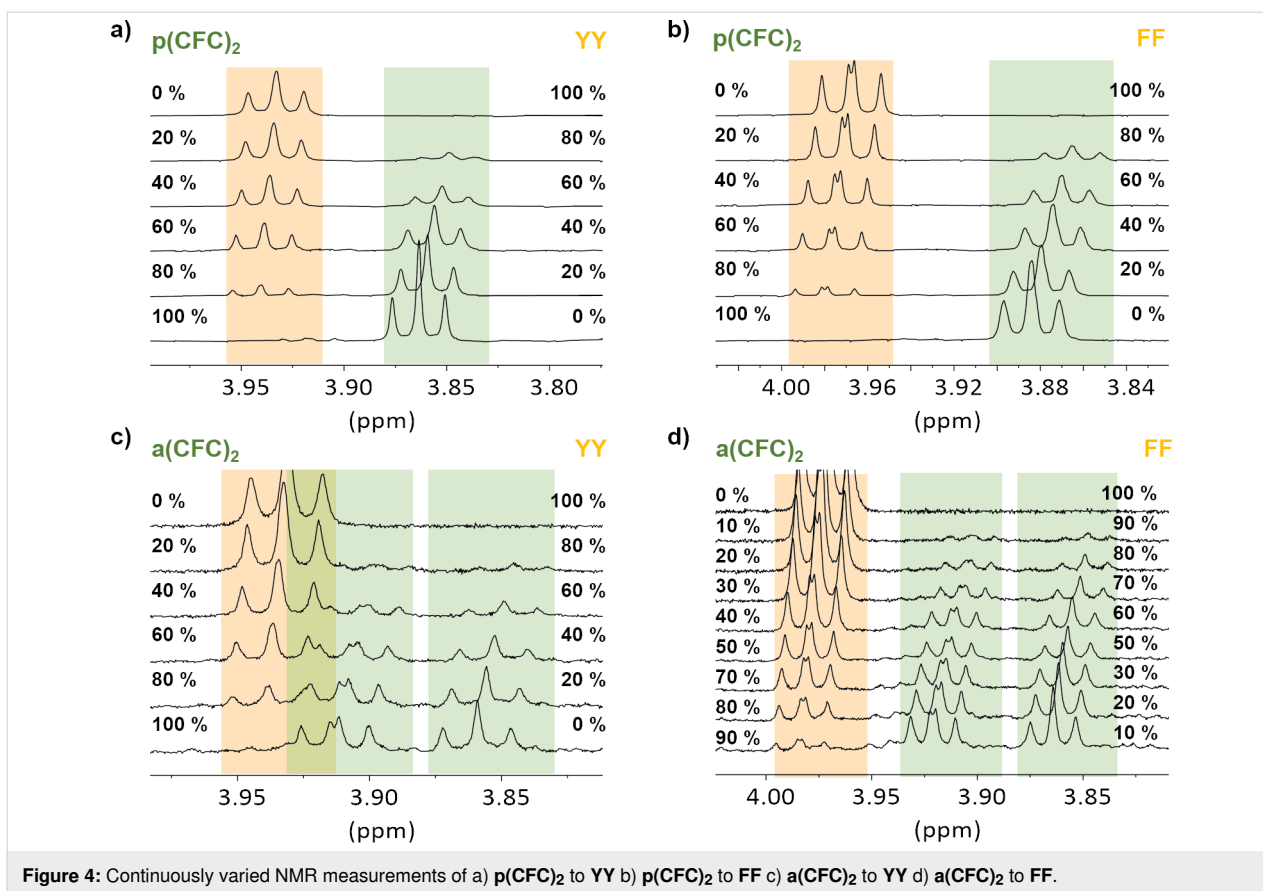 a)
p(CFC)2 YY
0 % 100 %
20 % 80 %
40 % 60 %
60 % 40 %
80 % 20 %
100 % 0 %
3.95 3.90 3.85 3.80
(ppm)
b)
p(CFC)2 FF
0 % 100 %
20 % 80 %
40 % 60 %
60 % 40 %
80 % 20 %
100 % 0 %
4.00 3.96 3.92 3.88 3.84
(ppm)
c)
a(CFC)2 YY
0 % 100 %
20 % 80 %
40 % 60 %
60 % 40 %
80 % 20 %
100 % 0 %
3.95 3.90 3.85
(ppm)
d)
a(CFC)2 FF
0 % 100 %
10 % 90 %
20 % 80 %
30 % 70 %
40 % 60 %
50 % 50 %
70 % 30 %
80 % 20 %
90 % 10 %
4.00 3.95 3.90 3.85
(ppm)
Figure 4: Continuously varied NMR measurements of a) p(CFC)2 to YY b) p(CFC)2 to FF c) a(CFC)2 to YY d) a(CFC)2 to FF.